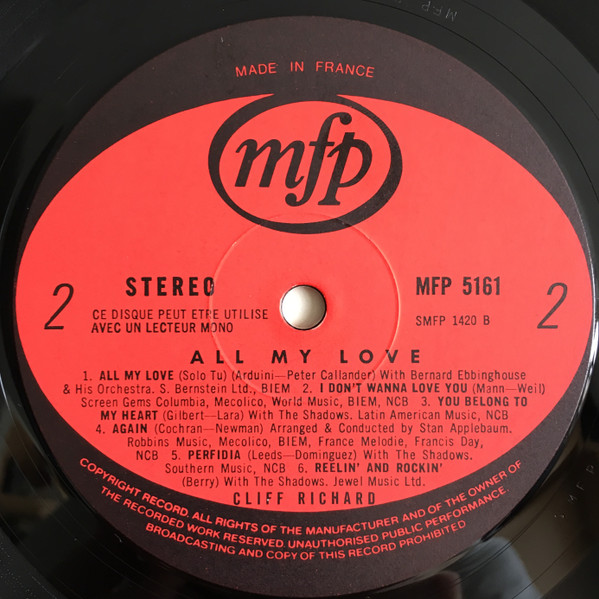 MADE IN FRANCE
mfp
2 STEREO MFP 5161 2
CE DISQUE PEUT ETRE UTILISE
AVEC UN LECTEUR MONO
SMFP 1420 B
ALL MY LOVE
1. ALL MY LOVE (Solo Tu) (Arduini—Peter Callander) With Bernard Ebbinghouse
& His Orchestra. S. Bernstein Ltd., BIEM 2. I DON'T WANNA LOVE YOU (Mann—Weil)
Screen Gems Columbia, Mecolico, World Music, BIEM, NCB 3. YOU BELONG TO
MY HEART (Gilbert—Lara) With The Shadows. Latin American Music, NCB
4. AGAIN (Cochran—Newman) Arranged & Conducted by Stan Applebaum.
Robbins Music, Mecolico, BIEM, France Melodie, Francis Day,
NCB 5. PERFIDIA (Leeds—Dominguez) With The Shadows.
Southern Music, NCB 6. REELIN' AND ROCKIN'
(Berry) With The Shadows. Jewel Music Ltd.
CLIFF RICHARD
COPYRIGHT RECORD. ALL RIGHTS OF THE MANUFACTURER AND OF THE OWNER OF
THE RECORDED WORK RESERVED UNAUTHORISED PUBLIC PERFORMANCE.
BROADCASTING AND COPY OF THIS RECORD PROHIBITED